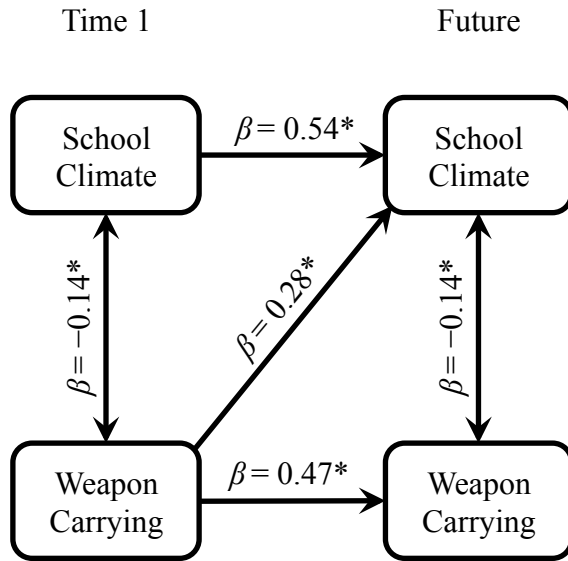 Time 1
Future
School
Climate
β = 0.54*
School
Climate
β = −0.14*
β = 0.28*
β = −0.14*
Weapon
Carrying
β = 0.47*
Weapon
Carrying